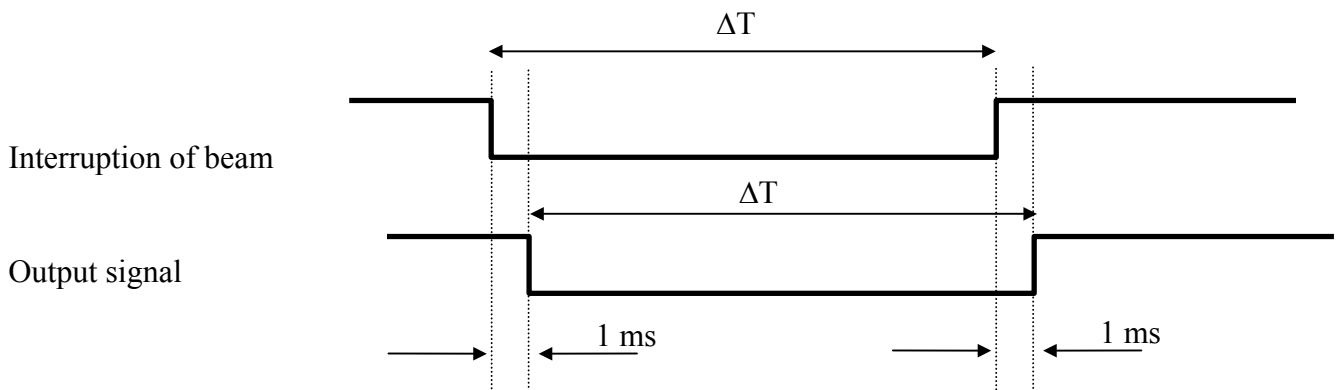 ΔT
Interruption of beam
ΔT
Output signal
1 ms
1 ms